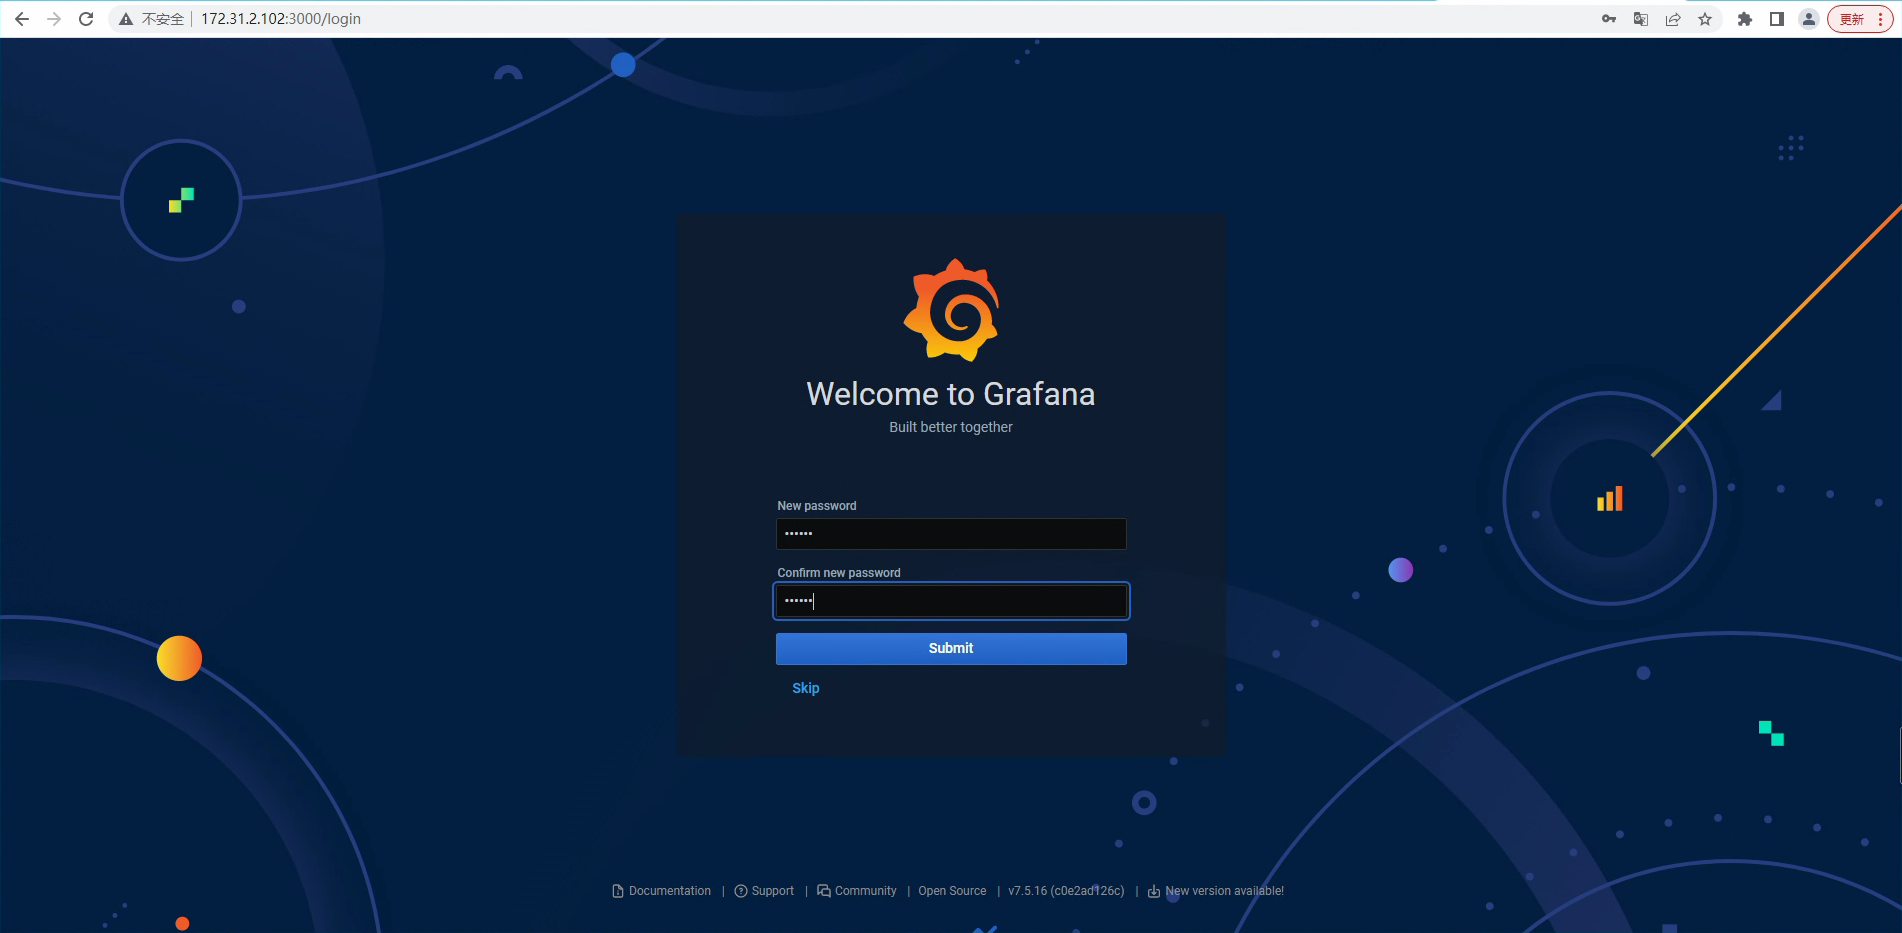 不安全 | 172.31.2.102:3000/login
更新
Welcome to Grafana
Built better together
New password
••••••
Confirm new password
••••••
Submit
Skip
Documentation | Support | Community | Open Source | v7.5.16 (c0e2ad126c) | New version available!